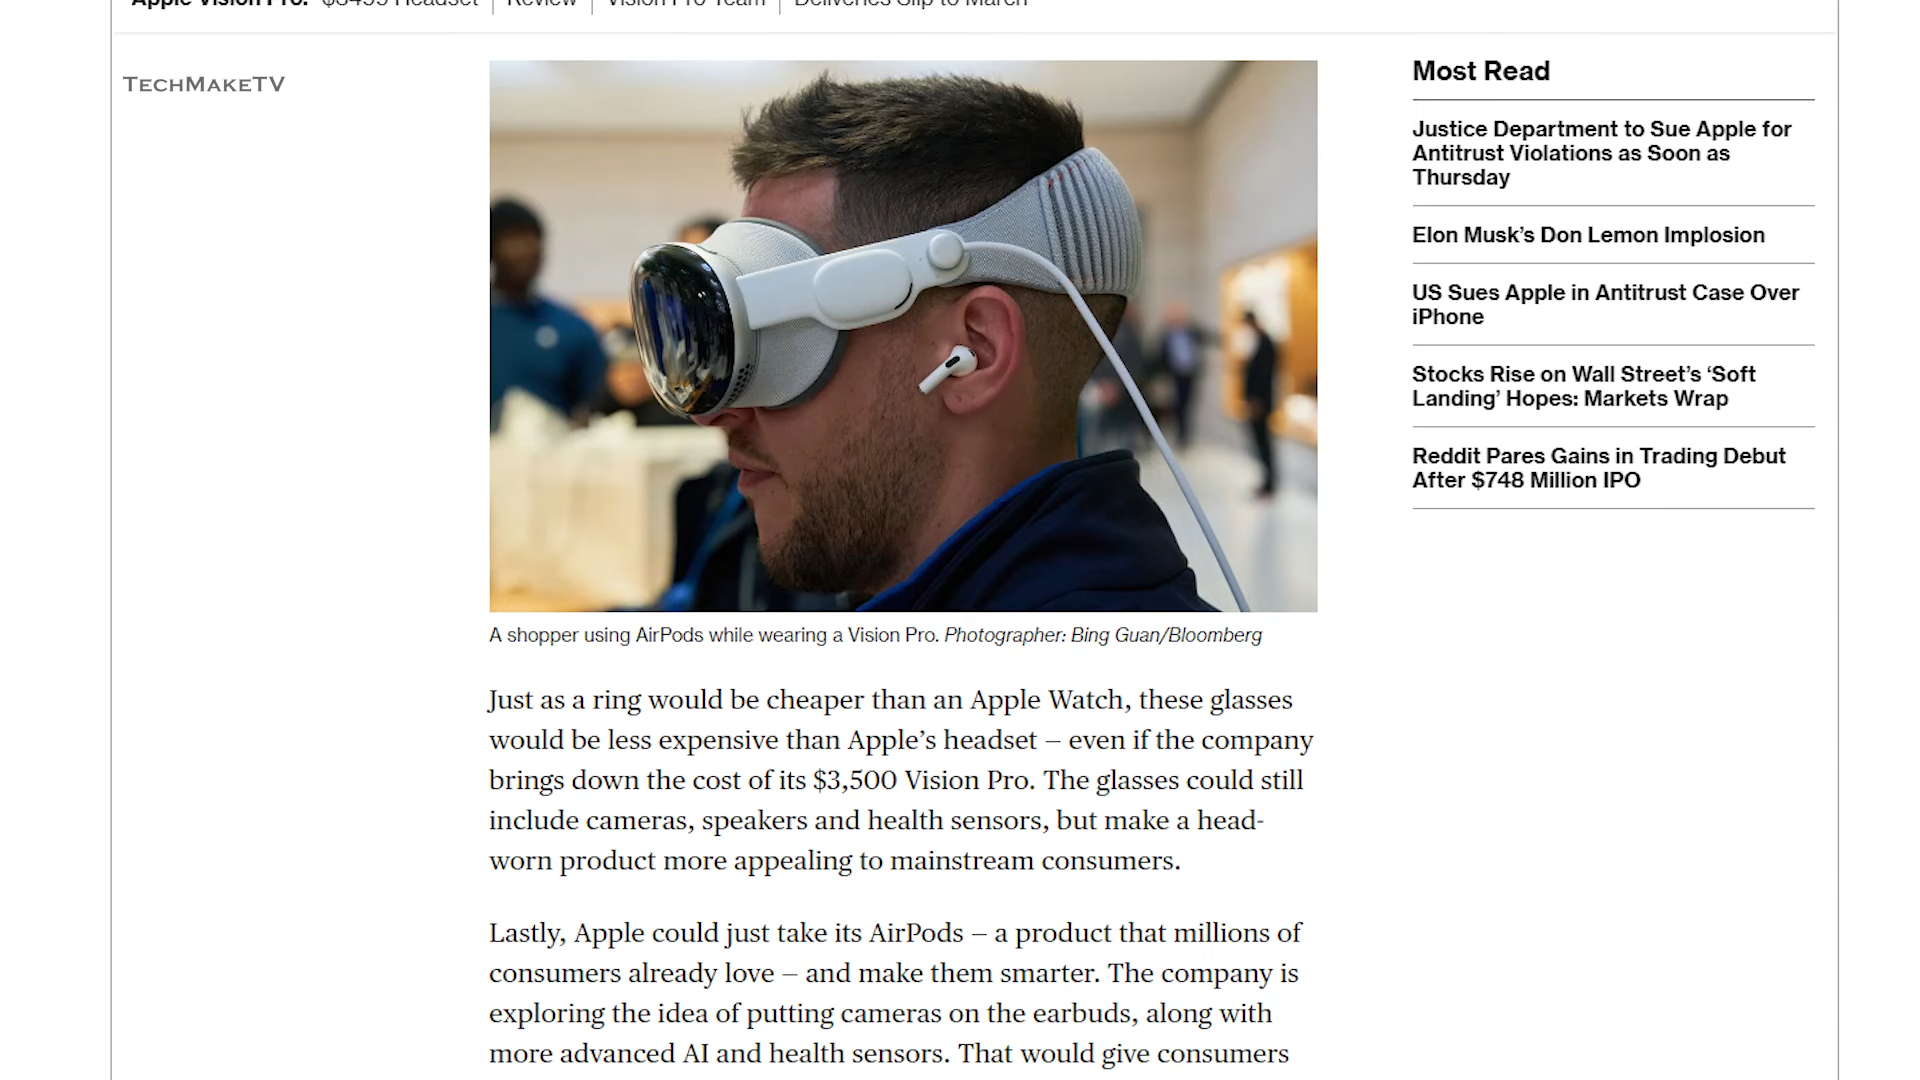 Apple Vision Pro: $3499 Headset | Review | Vision Pro Team | Deliveries Slip to March
TECHMAKETV
A shopper using AirPods while wearing a Vision Pro. Photographer: Bing Guan/Bloomberg
Just as a ring would be cheaper than an Apple Watch, these glasses
would be less expensive than Apple’s headset – even if the company
brings down the cost of its $3,500 Vision Pro. The glasses could still
include cameras, speakers and health sensors, but make a head-
worn product more appealing to mainstream consumers.
Lastly, Apple could just take its AirPods – a product that millions of
consumers already love – and make them smarter. The company is
exploring the idea of putting cameras on the earbuds, along with
more advanced AI and health sensors. That would give consumers
Most Read
Justice Department to Sue Apple for
Antitrust Violations as Soon as
Thursday
Elon Musk’s Don Lemon Implosion
US Sues Apple in Antitrust Case Over
iPhone
Stocks Rise on Wall Street’s ‘Soft
Landing’ Hopes: Markets Wrap
Reddit Pares Gains in Trading Debut
After $748 Million IPO